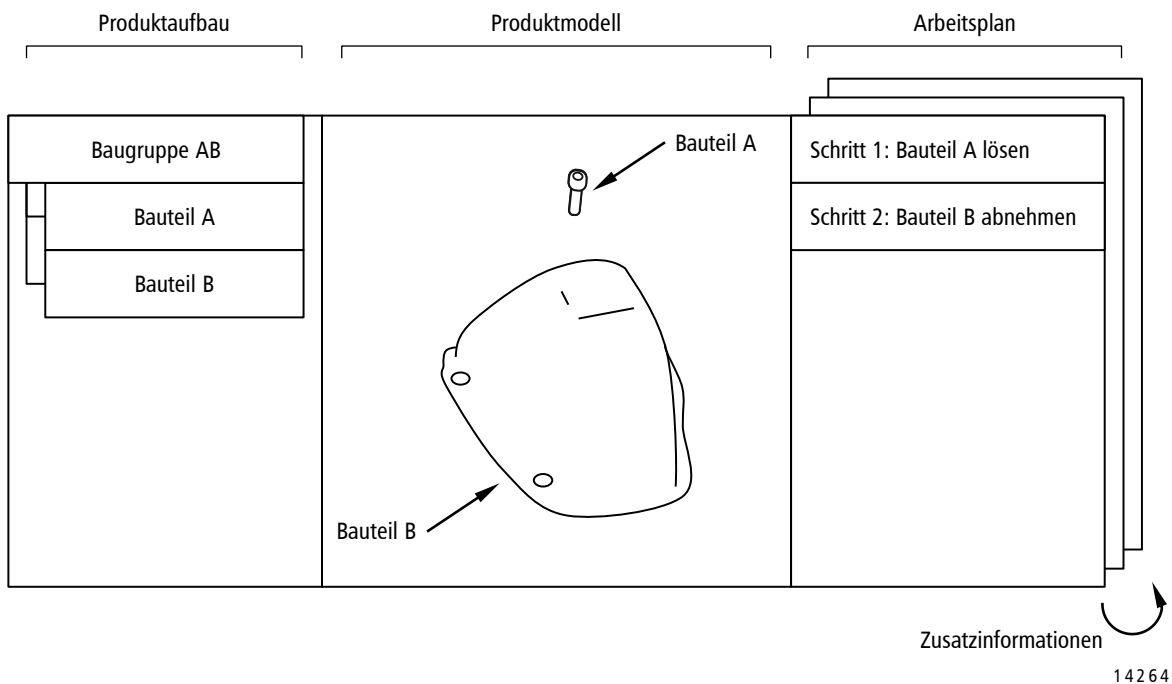 Produktaufbau
Produktmodell
Arbeitsplan
Baugruppe AB
Bauteil A
Bauteil B
Bauteil A
Bauteil B
Schritt 1: Bauteil A lösen
Schritt 2: Bauteil B abnehmen
Zusatzinformationen
14264